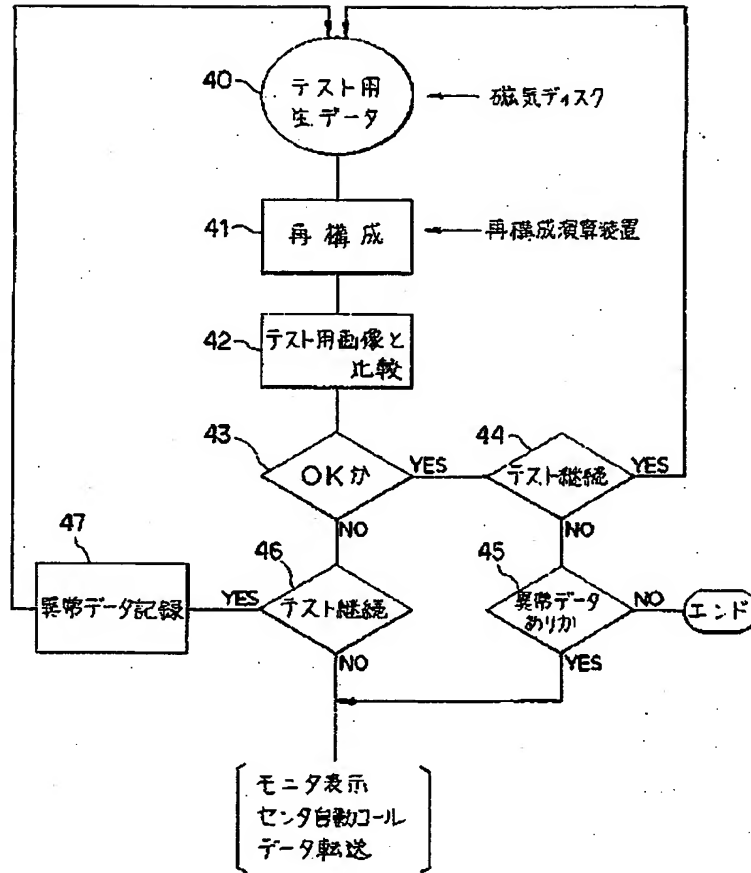 40
テスト用
生データ
磁気ディスク
41
再構成
再構成演算装置
42
テスト用画像と
比較
43
OKか
YES
NO
44
テスト継続
YES
NO
47
異常データ記録
46
YES
テスト継続
NO
45
異常データ
ありか
NO
YES
エンド
モニタ表示
センタ自動コール
データ転送